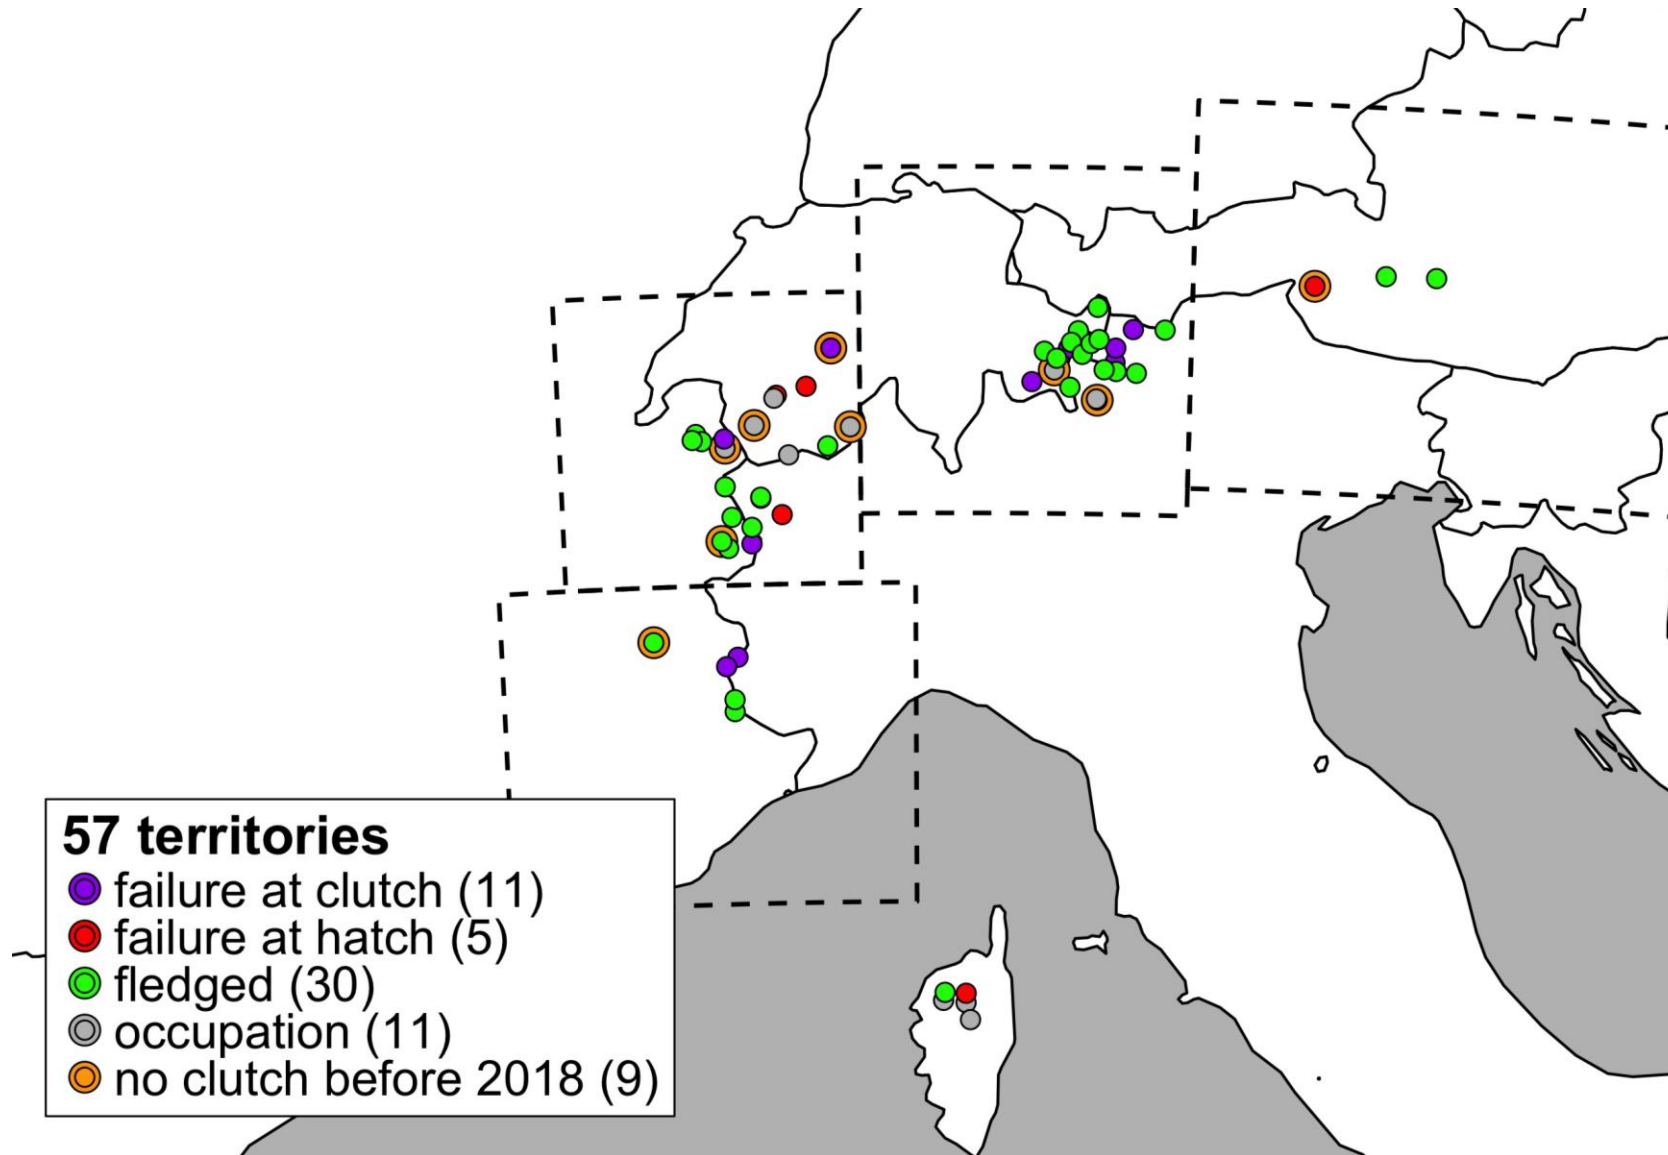 57 territories
failure at clutch (11)
failure at hatch (5)
fledged (30)
occupation (11)
no clutch before 2018 (9)